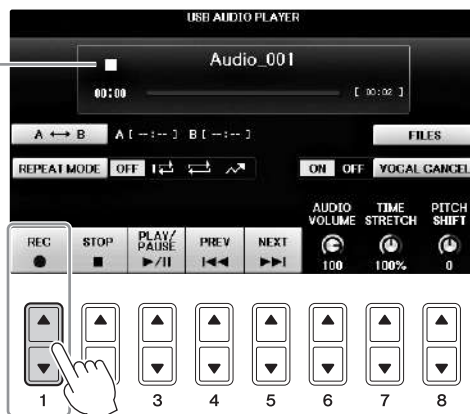 USB AUDIO PLAYER
Audio_001
00:00 [ 00:02 ]
A ↔ B A [ --:-- ] B [ --:-- ] FILES
REPEAT MODE OFF 1 ON OFF VOCAL CANCEL
AUDIO VOLUME TIME STRETCH PITCH SHIFT
REC STOP PLAY/PAUSE PREV NEXT
100 100% 0
1 3 4 5 6 7 8